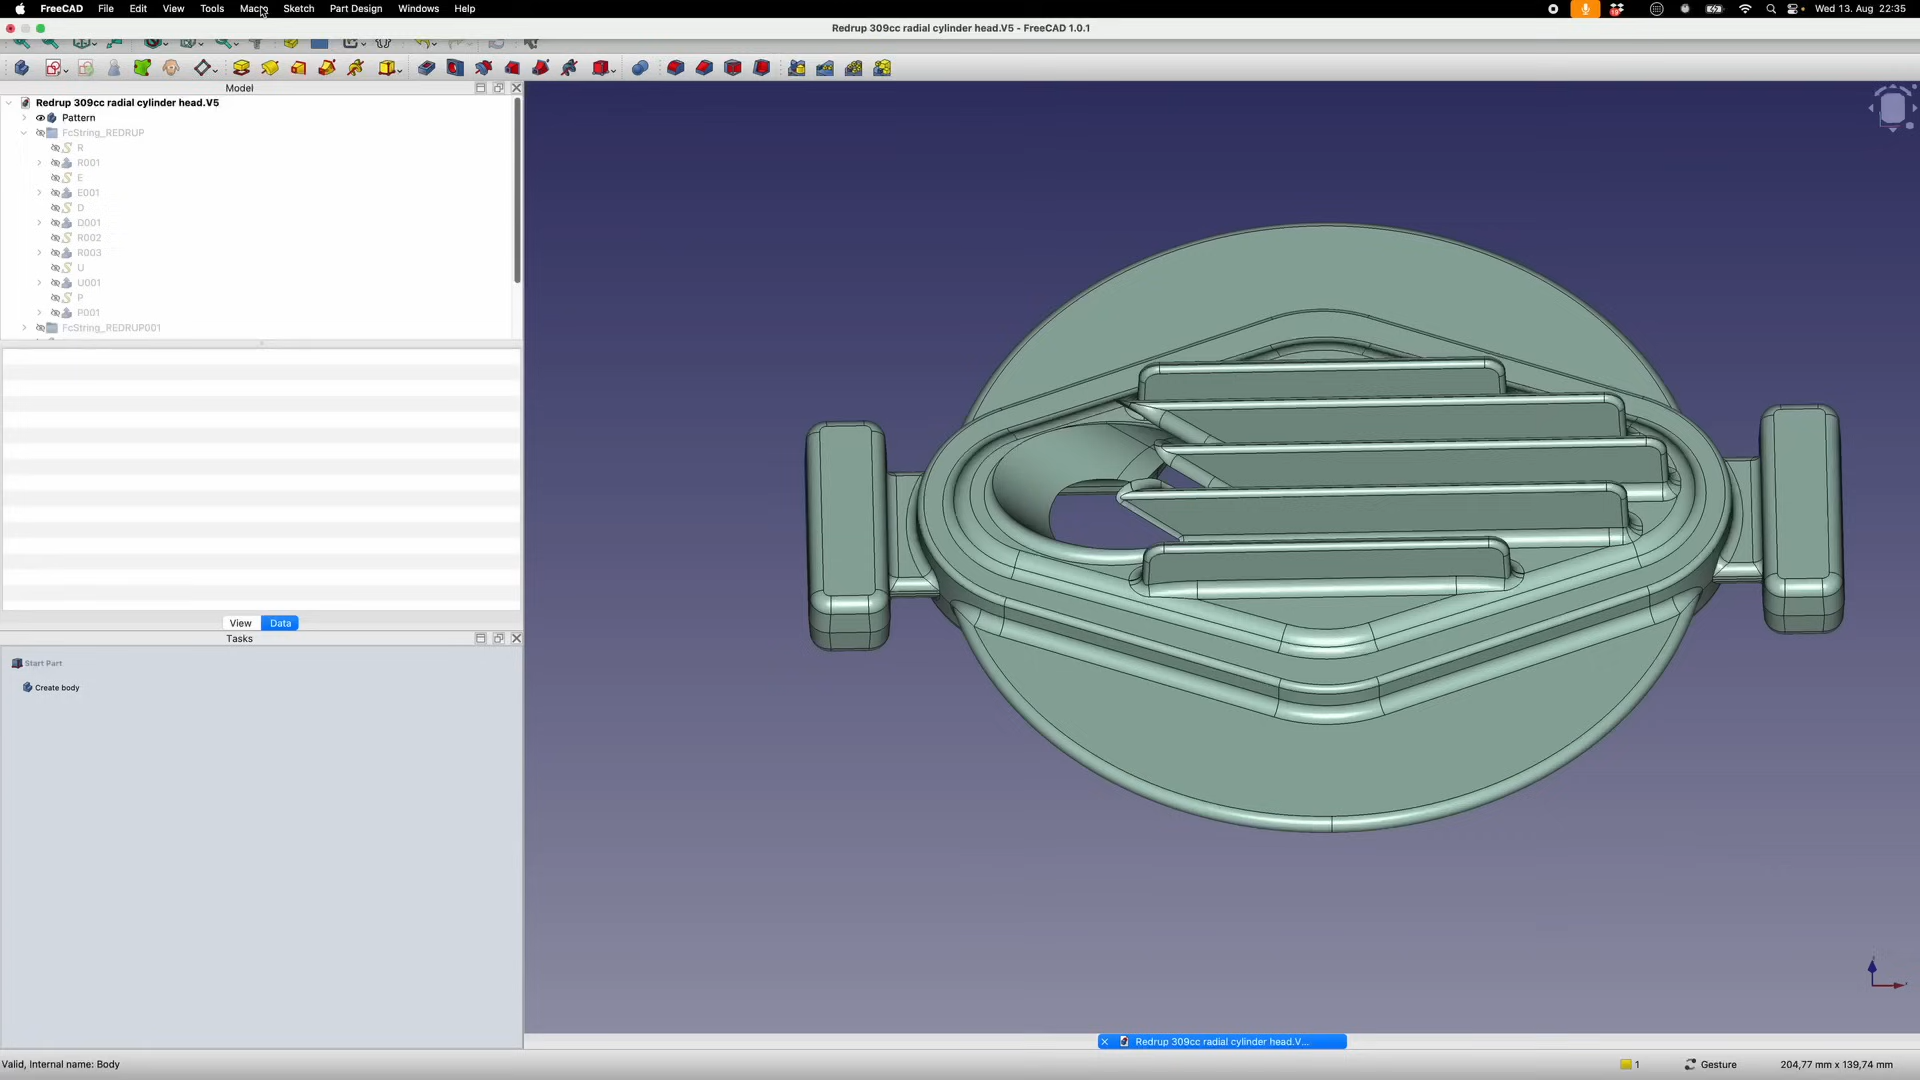 FreeCAD File Edit View Tools Macro Sketch Part Design Windows Help Wed 13. Aug 22:35
Redrup 309cc radial cylinder head.V5 - FreeCAD 1.0.1
Model
Redrup 309cc radial cylinder head.V5
Pattern
FcString_REDRUP
R
R001
E
E001
D
D001
R002
R003
U
U001
P
P001
FcString_REDRUP001
View Data
Tasks
Start Part
Create body
Redrup 309cc radial cylinder head.V...
Valid, Internal name: Body 1 Gesture 204,77 mm x 139,74 mm